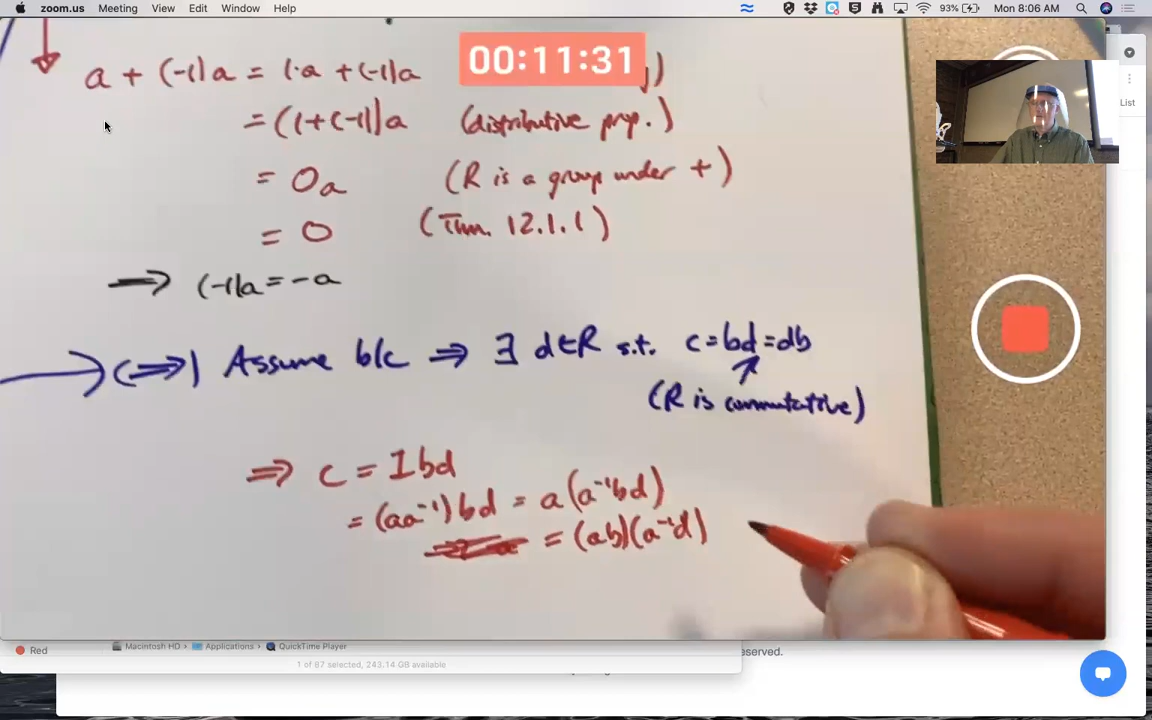 zoom.us Meeting View Edit Window Help 93% Mon 8:06 AM
00:11:31
List
a + (-1)a = 1·a + (-1)a
= (1+(-1))a (distributive prop.)
= 0a (R is a group under +)
= 0 (Thm. 12.1.1)
⟹ (-1)a = -a
(⟹) Assume b|c ⟹ ∃ d∈R s.t. c = bd = db
(R is commutative)
⟹ c = 1bd
= (aa⁻¹)bd = a(a⁻¹bd)
= (ab)(a⁻¹d)
Red
Macintosh HD › Applications › QuickTime Player
1 of 87 selected, 243.14 GB available
served.